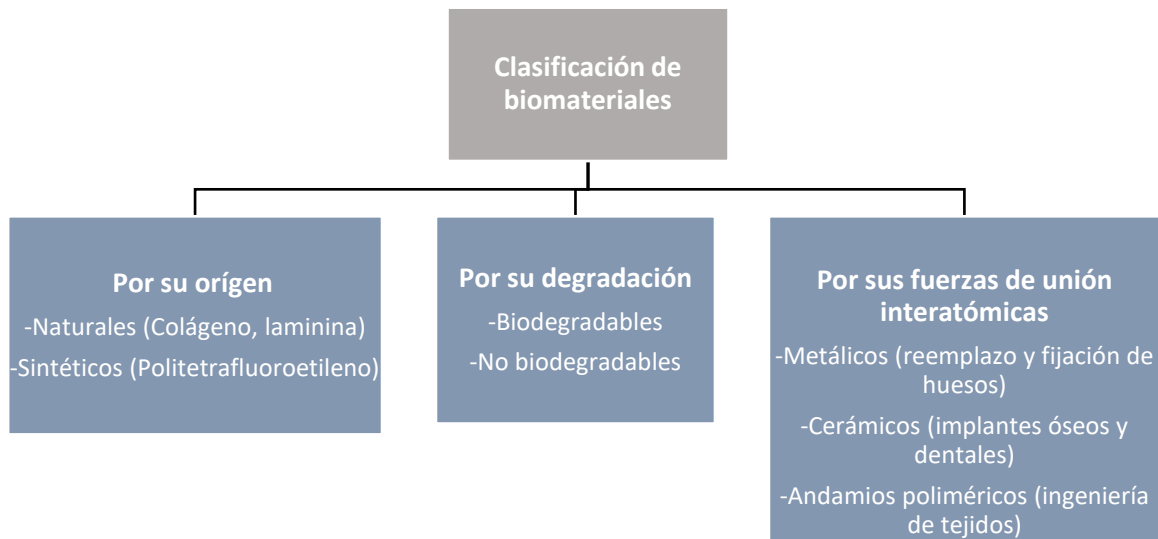 Clasificación de
biomateriales
Por su orígen
-Naturales (Colágeno, laminina)
-Sintéticos (Politetrafluoroetileno)
Por su degradación
-Biodegradables
-No biodegradables
Por sus fuerzas de unión
interatómicas
-Metálicos (reemplazo y fijación de
huesos)
-Cerámicos (implantes óseos y
dentales)
-Andamios poliméricos (ingeniería
de tejidos)